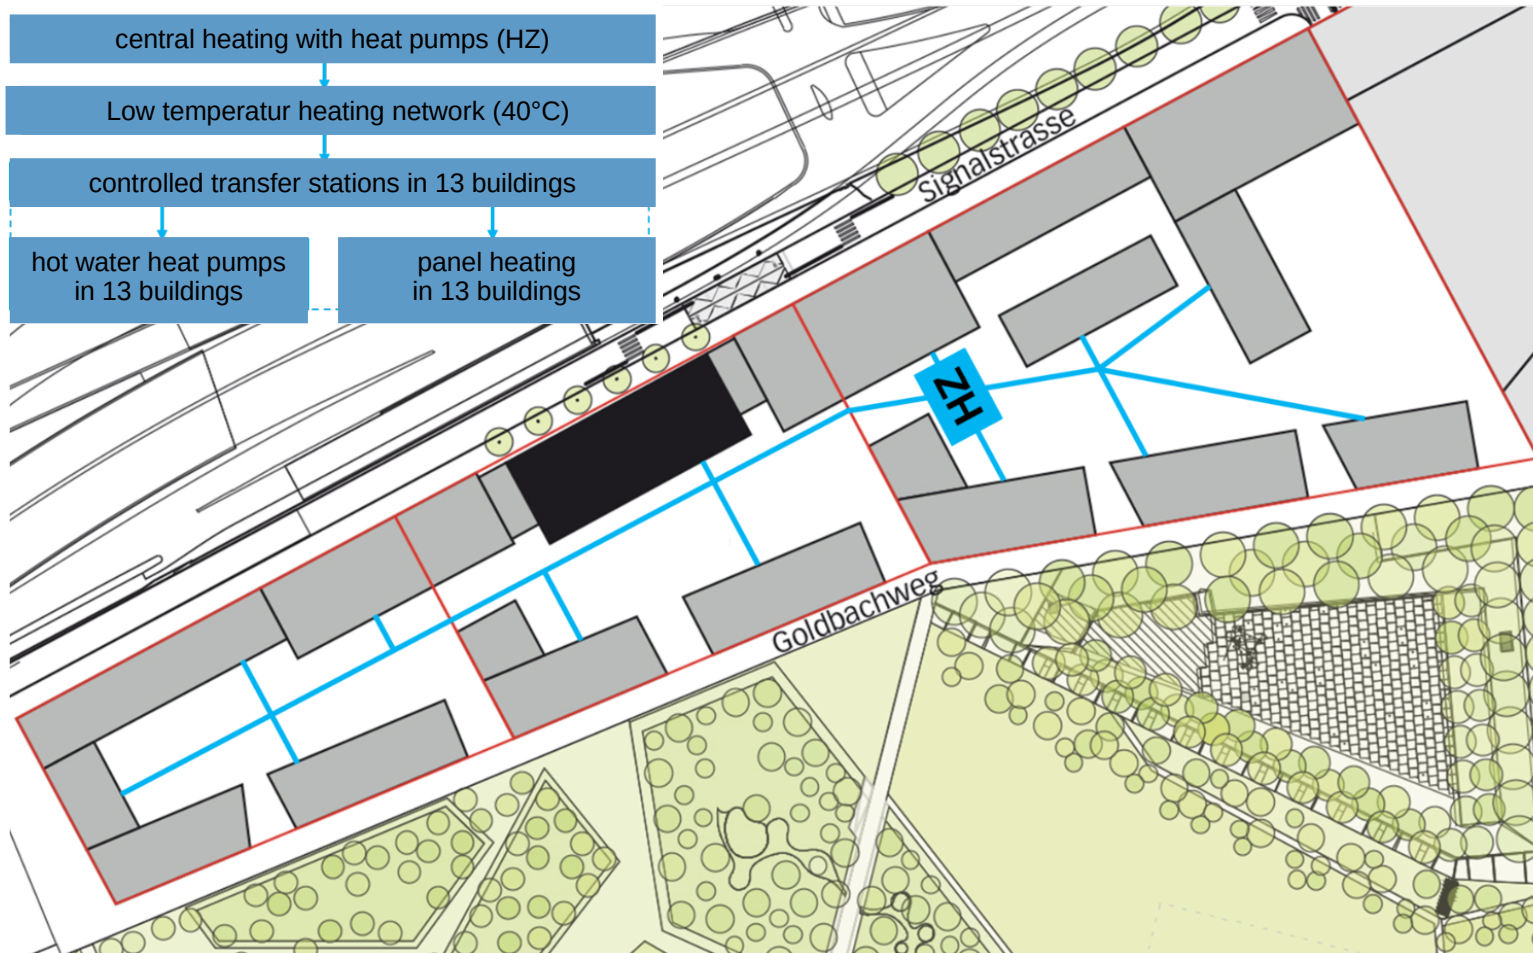 central heating with heat pumps (HZ)
Low temperatur heating network (40°C)
controlled transfer stations in 13 buildings
hot water heat pumps
in 13 buildings
panel heating
in 13 buildings
Signalstrasse
HZ
Goldbachweg